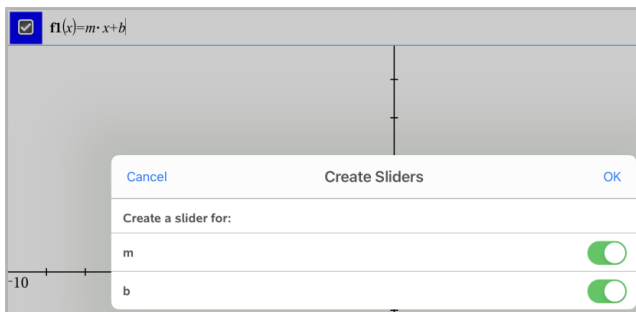 f1(x)=m·x+b
Cancel Create Sliders OK
Create a slider for:
m
-10
b